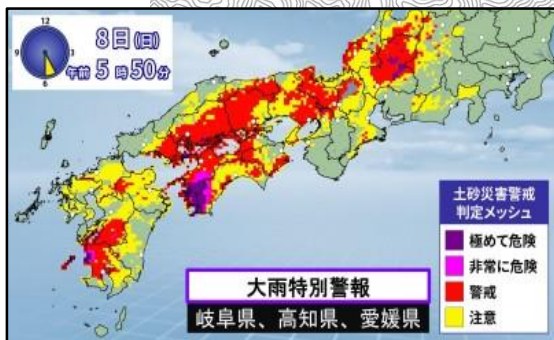 12
9
3
6
8日(日)
午前5時50分
土砂災害警戒
判定メッシュ
極めて危険
非常に危険
警戒
注意
大雨特別警報
岐阜県、高知県、愛媛県